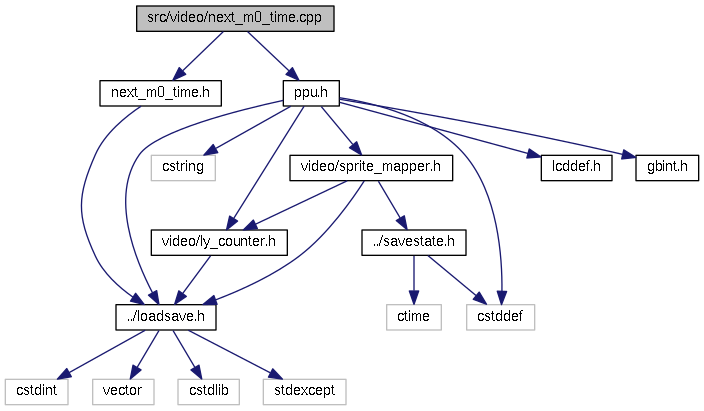 src/video/next_m0_time.cpp
next_m0_time.h
ppu.h
cstring
video/sprite_mapper.h
lcddef.h
gbint.h
video/ly_counter.h
../savestate.h
../loadsave.h
ctime
cstddef
cstdint
vector
cstdlib
stdexcept